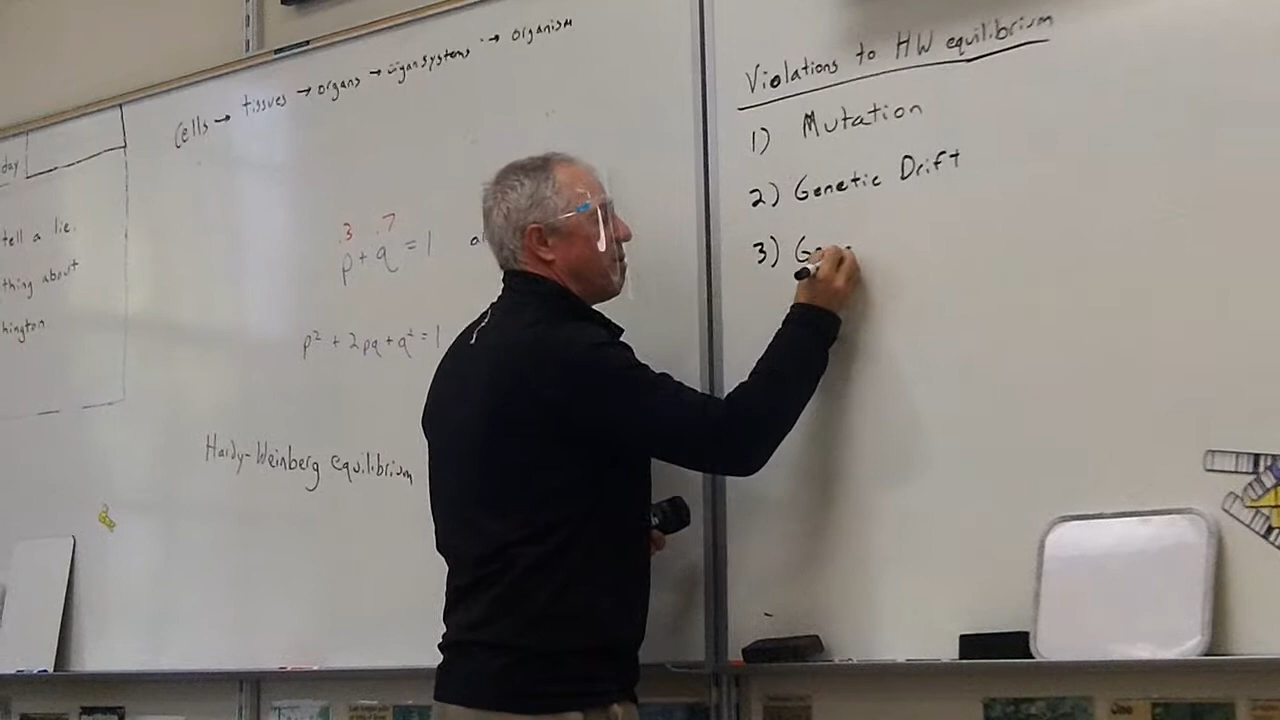 Cells → tissues → organs → organ systems → organism
day
tell a lie.
thing about
hington
.3 .7
p + q = 1
p² + 2pq + q² = 1
Hardy-Weinberg equilibrium
Violations to HW equilibrium
1) Mutation
2) Genetic Drift
3)